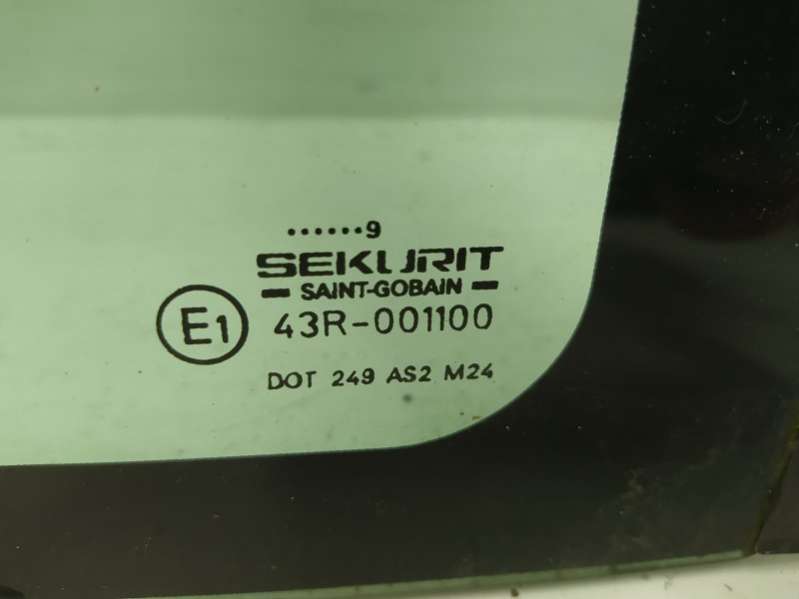 ......9
SEKURIT
SAINT-GOBAIN
E1 43R-001100
DOT 249 AS2 M24